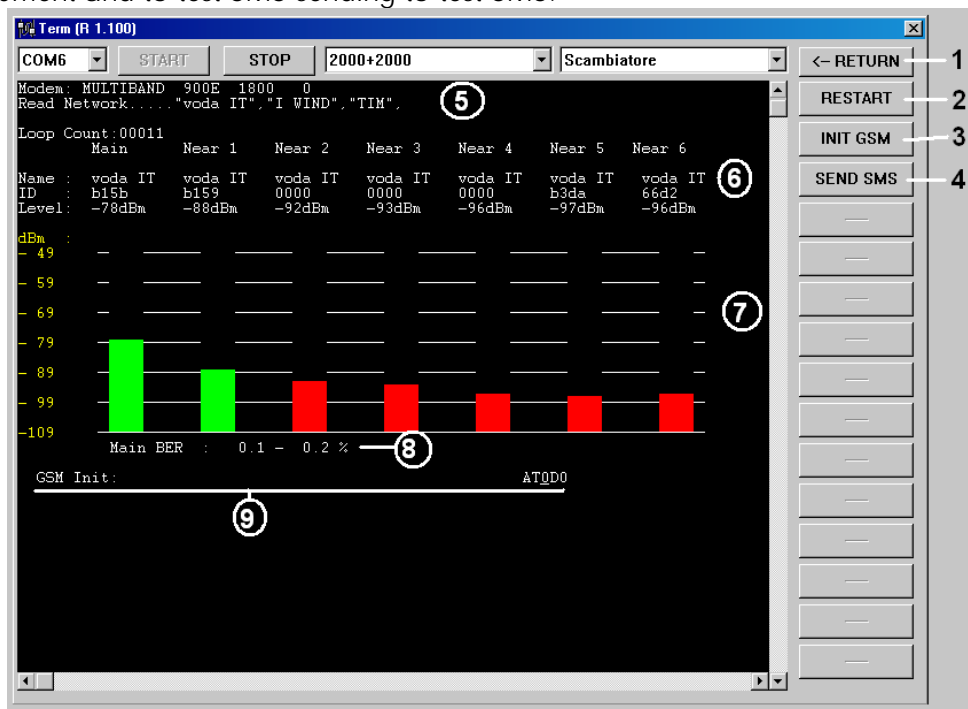 ement and to test SMS sending to test SMS.
Term (R 1.100)
COM6 START STOP 2000+2000 Scambiatore <– RETURN 1
Modem: MULTIBAND 900E 1800 0
Read Network....."voda IT","I WIND","TIM", 5
RESTART 2
Loop Count:00011
INIT GSM 3
Main Near 1 Near 2 Near 3 Near 4 Near 5 Near 6
Name : voda IT voda IT voda IT voda IT voda IT voda IT voda IT 6
SEND SMS 4
ID : b15b b159 0000 0000 0000 b3da 66d2
Level: –78dBm –88dBm –92dBm –93dBm –96dBm –97dBm –96dBm
dBm :
– 49
– 59
– 69 7
– 79
– 89
– 99
–109
Main BER : 0.1 – 0.2 % 8
GSM Init: ATQD0
9